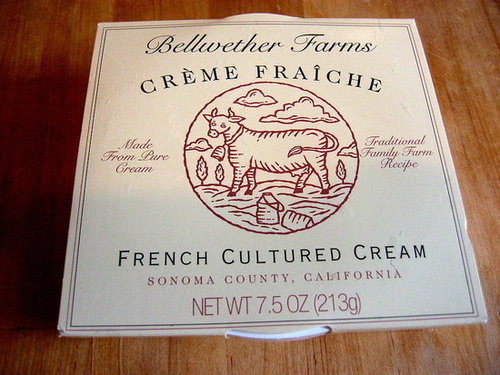 Bellwether Farms
CRÈME FRAÎCHE
Made
From Pure
Cream
Traditional
Family Farm
Recipe
FRENCH CULTURED CREAM
SONOMA COUNTY, CALIFORNIA
NET WT 7.5 OZ (213g)